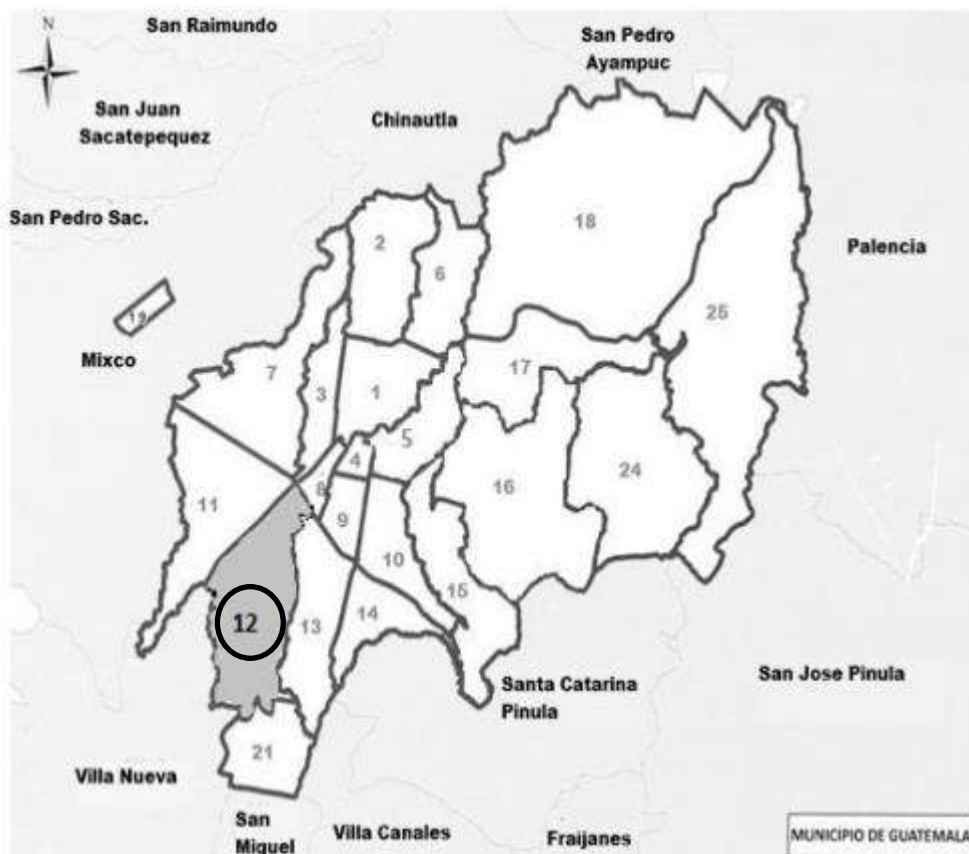 N
San Raimundo
San Pedro
Ayampuc
San Juan
Sacatepequez
Chinautla
San Pedro Sac.
2
18
6
Palencia
19
25
Mixco
7
17
3
1
5
4
11
8
16
24
9
10
15
12
13
14
Santa Catarina
Pinula
San Jose Pinula
21
Villa Nueva
San
Miguel
Villa Canales
Fraijanes
MUNICIPIO DE GUATEMALA